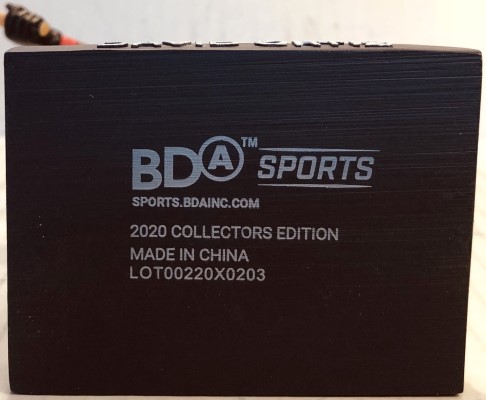 BDA™ SPORTS
SPORTS.BDAINC.COM
2020 COLLECTORS EDITION
MADE IN CHINA
LOT00220X0203